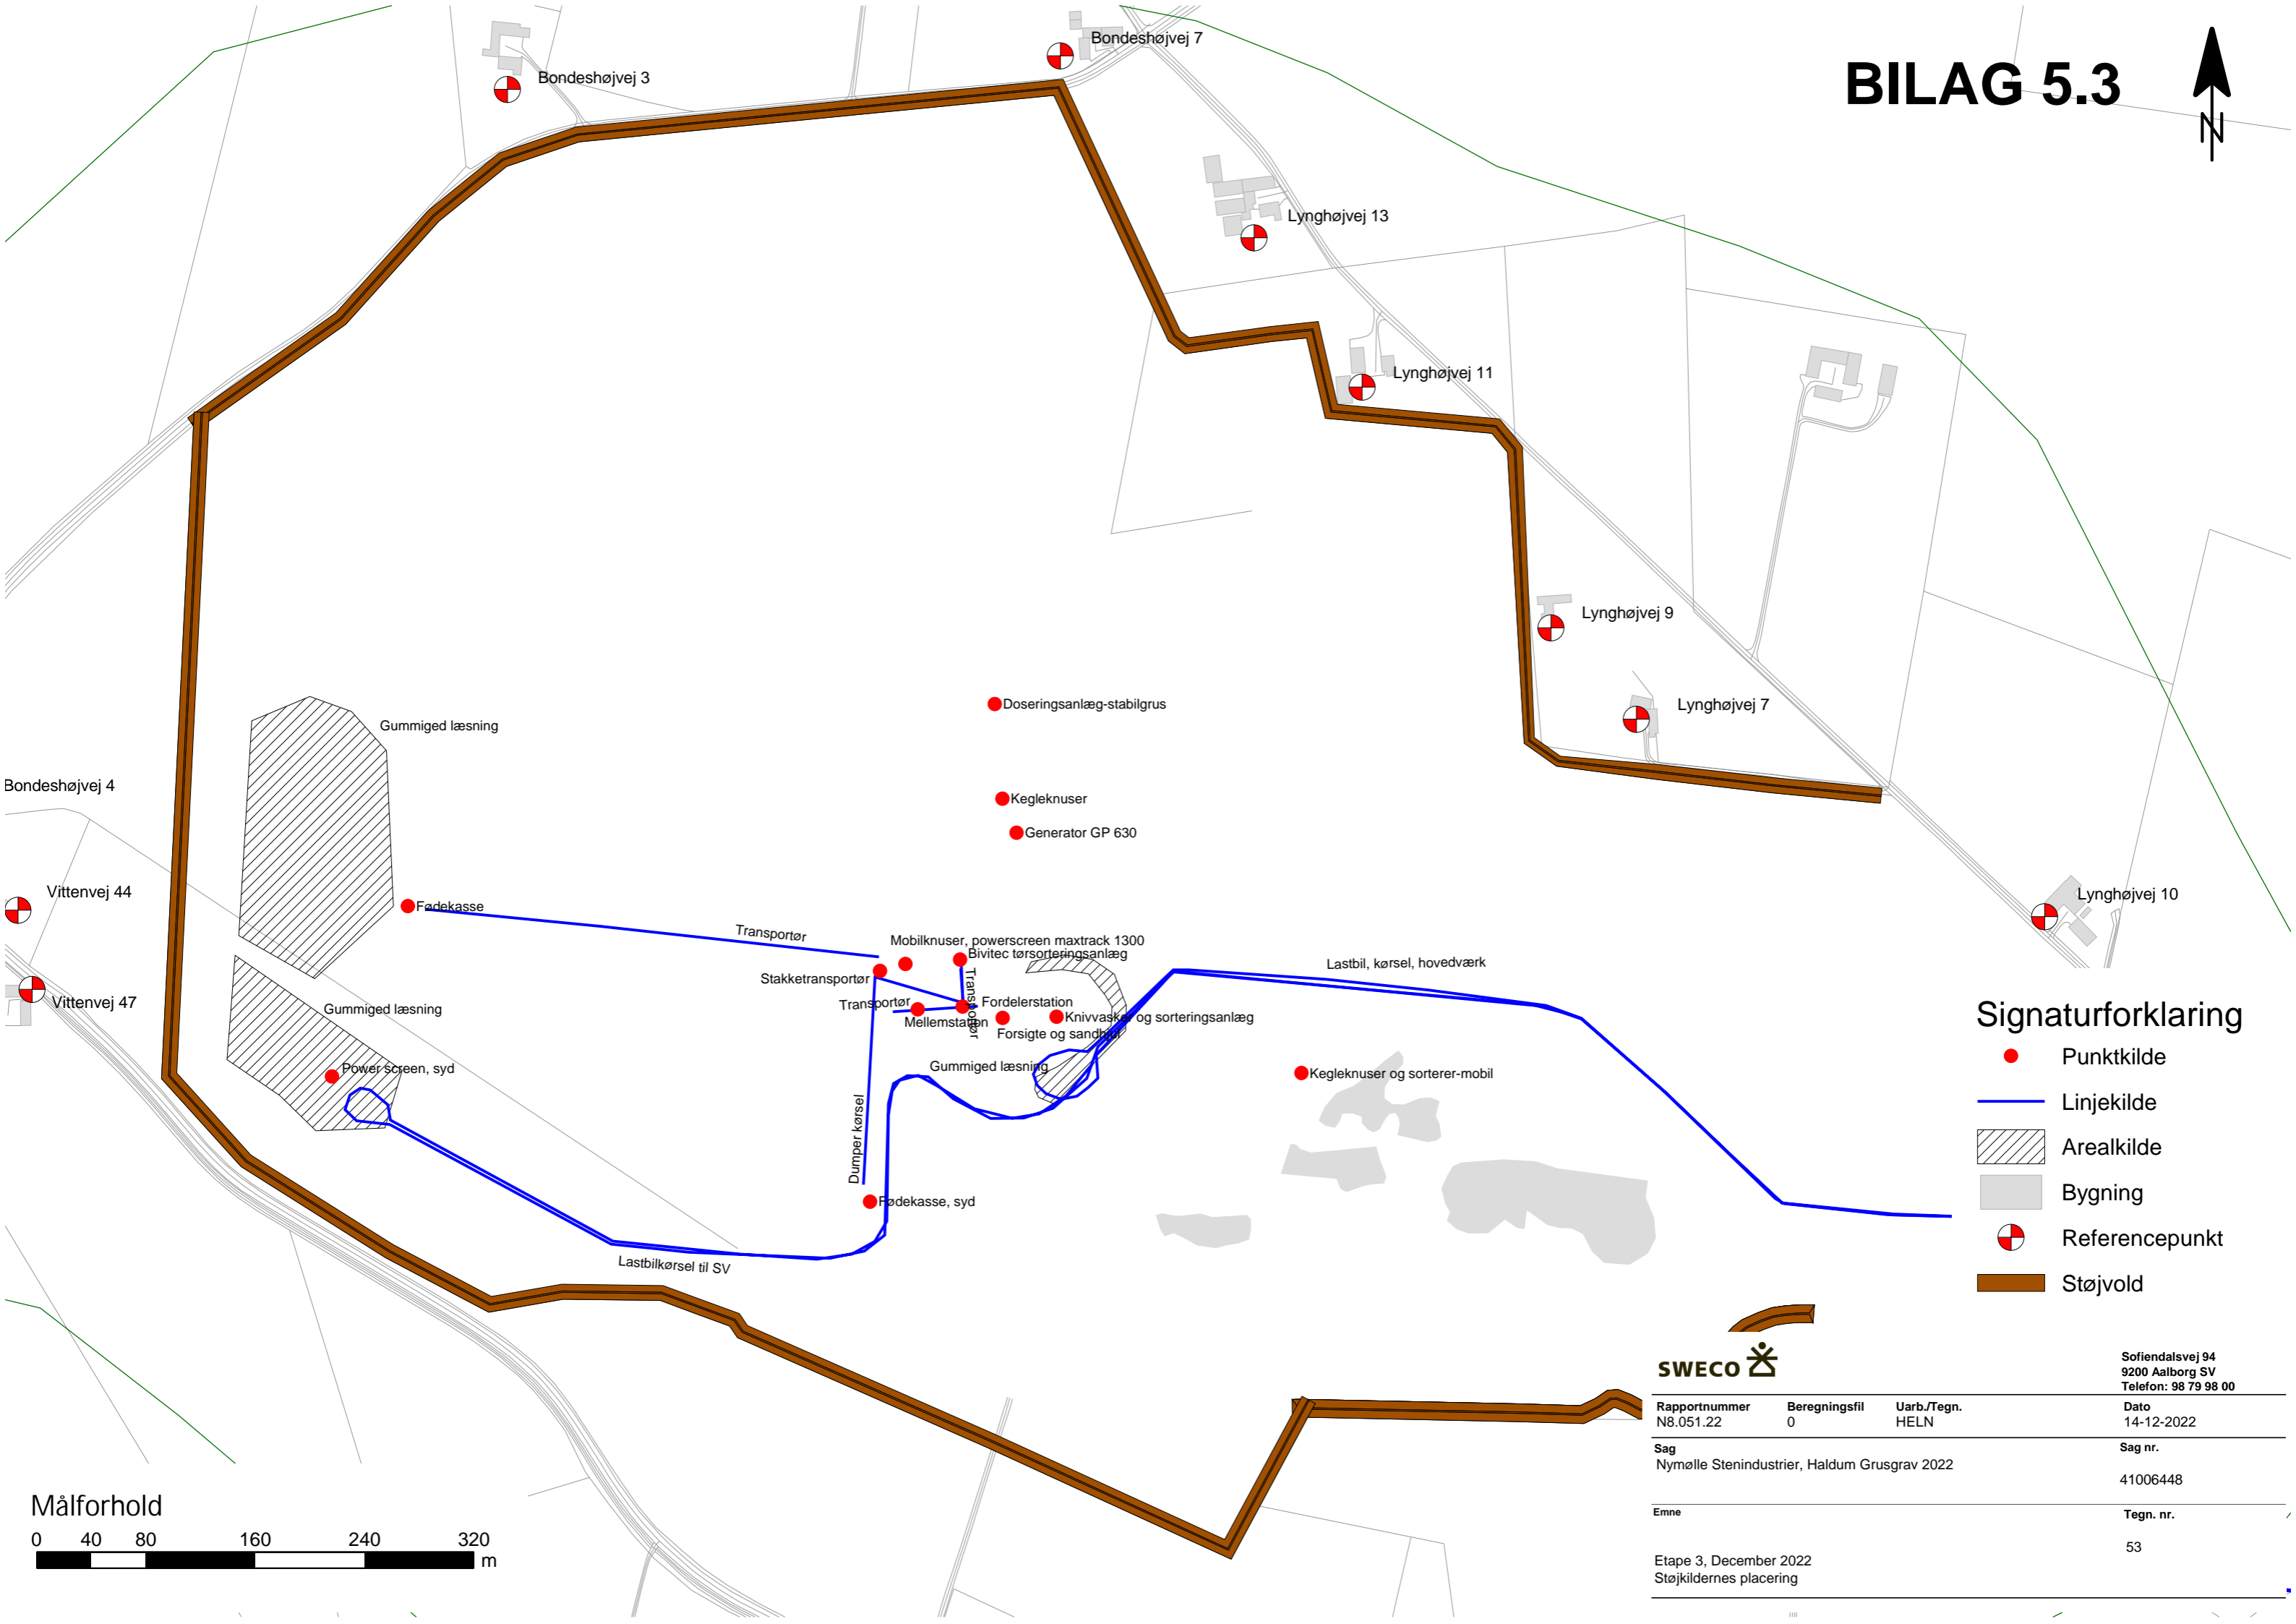 BILAG 5.3
N
Bondeshøjvej 7
Bondeshøjvej 3
Lynghøjvej 13
Lynghøjvej 11
Lynghøjvej 9
Lynghøjvej 7
Doseringsanlæg-stabilgrus
Gummiged læsning
Bondeshøjvej 4
Kegleknuser
Generator GP 630
Vittenvej 44
Lynghøjvej 10
Fødekasse
Transportør
Mobilknuser, powerscreen maxtrack 1300
Bivitec tørsorteringsanlæg
Lastbil, kørsel, hovedværk
Stakketransportør
Transportør
Transportør
Fordelerstation
Vittenvej 47
Gummiged læsning
Mellemstation
Knivvasker og sorteringsanlæg
Forsigte og sandhjul
Gummiged læsning
Power screen, syd
Kegleknuser og sorterer-mobil
Dumper kørsel
Fødekasse, syd
Lastbilkørsel til SV
Signaturforklaring
Punktkilde
Linjekilde
Arealkilde
Bygning
Referencepunkt
Støjvold
SWECO
Sofiendalsvej 94
9200 Aalborg SV
Telefon: 98 79 98 00
Rapportnummer Beregningsfil Uarb./Tegn. Dato
N8.051.22 0 HELN 14-12-2022
Sag Sag nr.
Nymølle Stenindustrier, Haldum Grusgrav 2022
41006448
Emne Tegn. nr.
53
Etape 3, December 2022
Støjkildernes placering
Målforhold
0 40 80 160 240 320
m